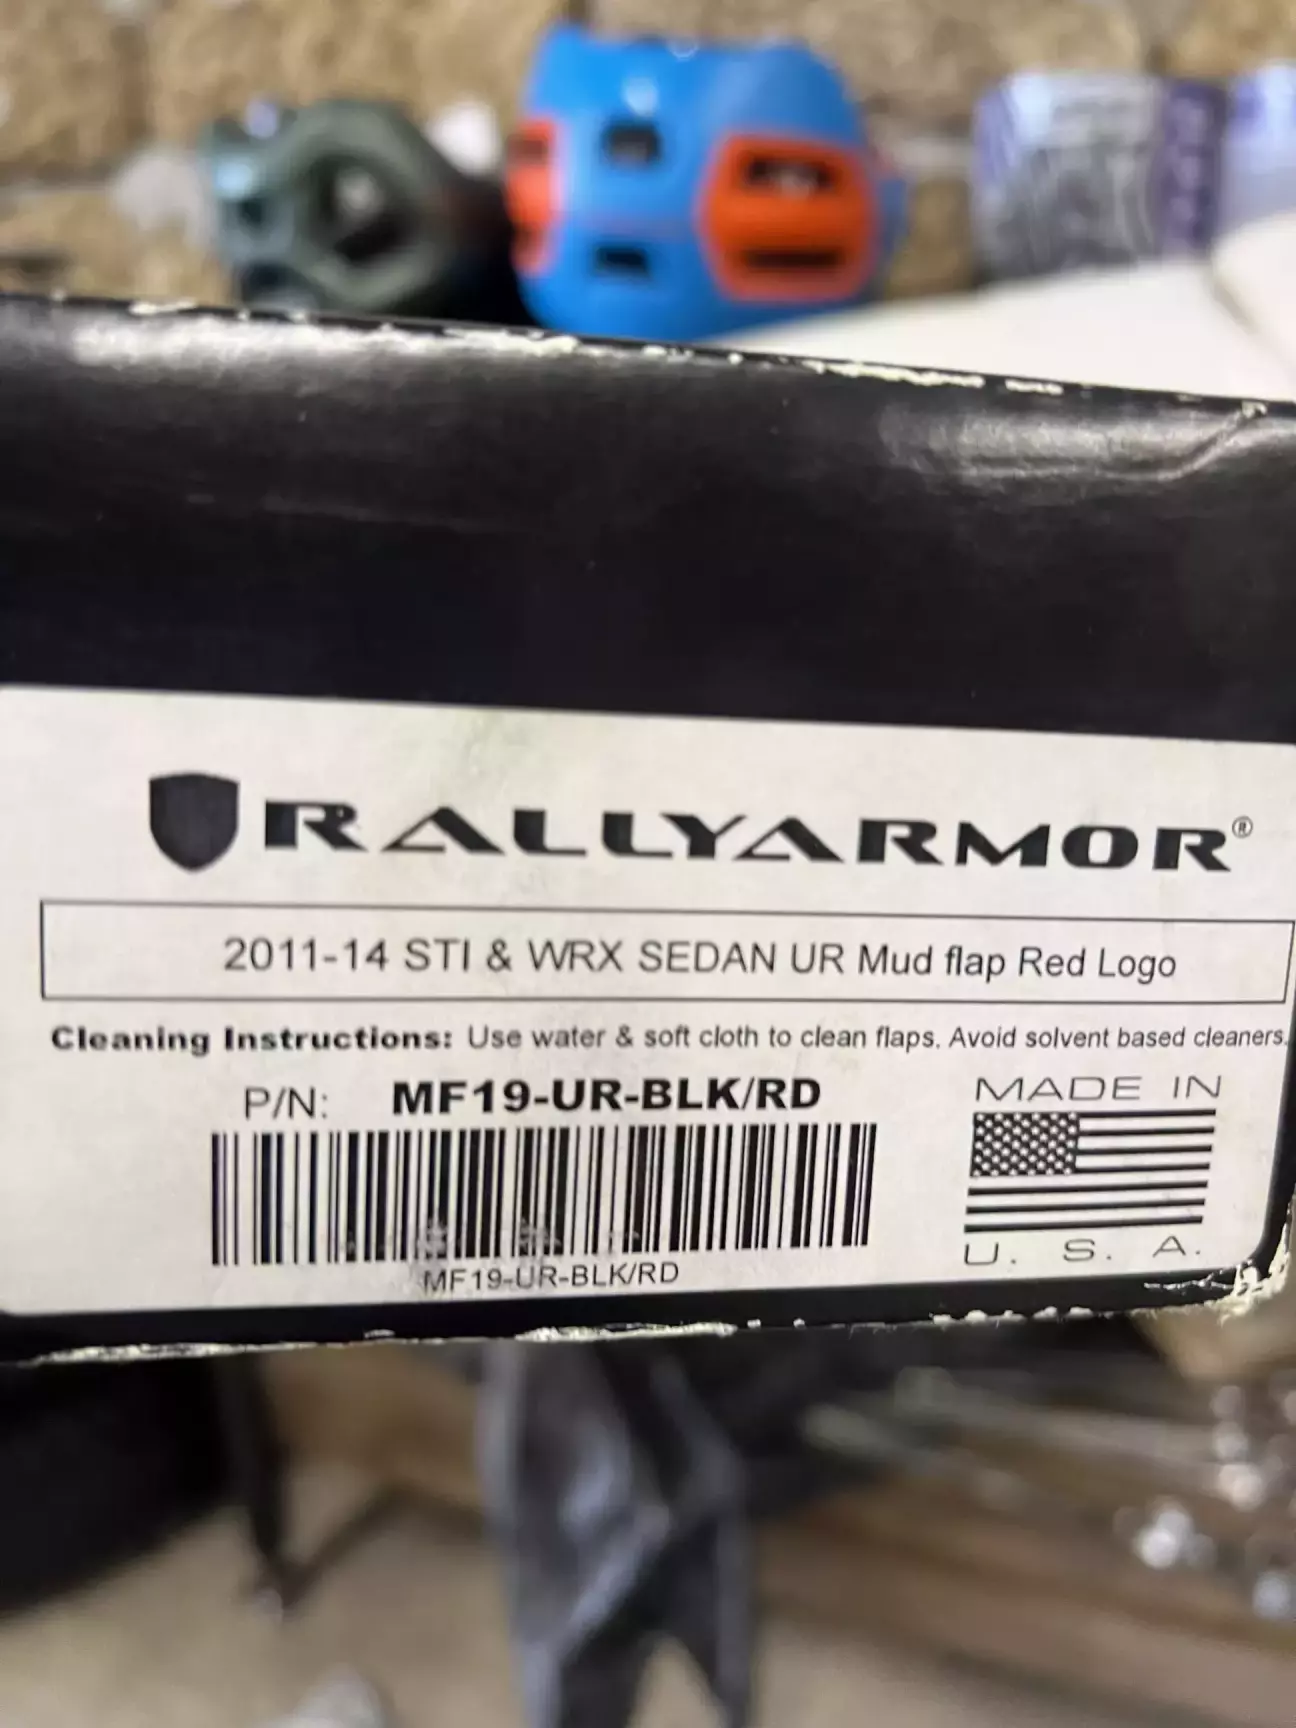 RALLYARMOR®
2011-14 STI & WRX SEDAN UR Mud flap Red Logo
Cleaning Instructions: Use water & soft cloth to clean flaps. Avoid solvent based cleaners.
P/N: MF19-UR-BLK/RD
MF19-UR-BLK/RD
MADE IN
U. S. A.